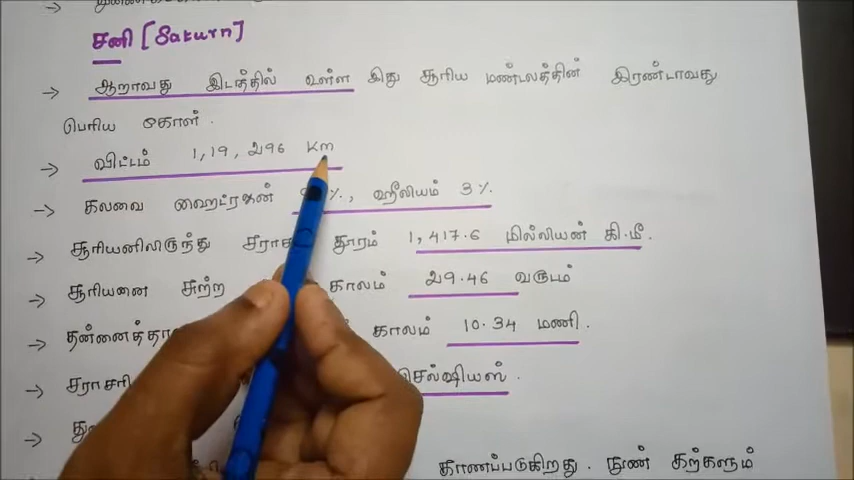 சனி [Saturn]
→ ஆறாவது இடத்தில் உள்ள இது சூரிய மண்டலத்தின் இரண்டாவது
பெரிய கோள்.
→ விட்டம் 1,19,296 Km
→ கலவை ஹைட்ரஜன் %, ஹீலியம் 3%.
→ சூரியனிலிருந்து சராச தூரம் 1,417.6 மில்லியன் கி.மீ.
→ சூரியனை சுற்ற காலம் 29.46 வருடம்
→ தன்னைத்தா காலம் 10.34 மணி.
→ சராசரி செல்ஷியஸ்.
→
காணப்படுகிறது. நுண் கற்களும்